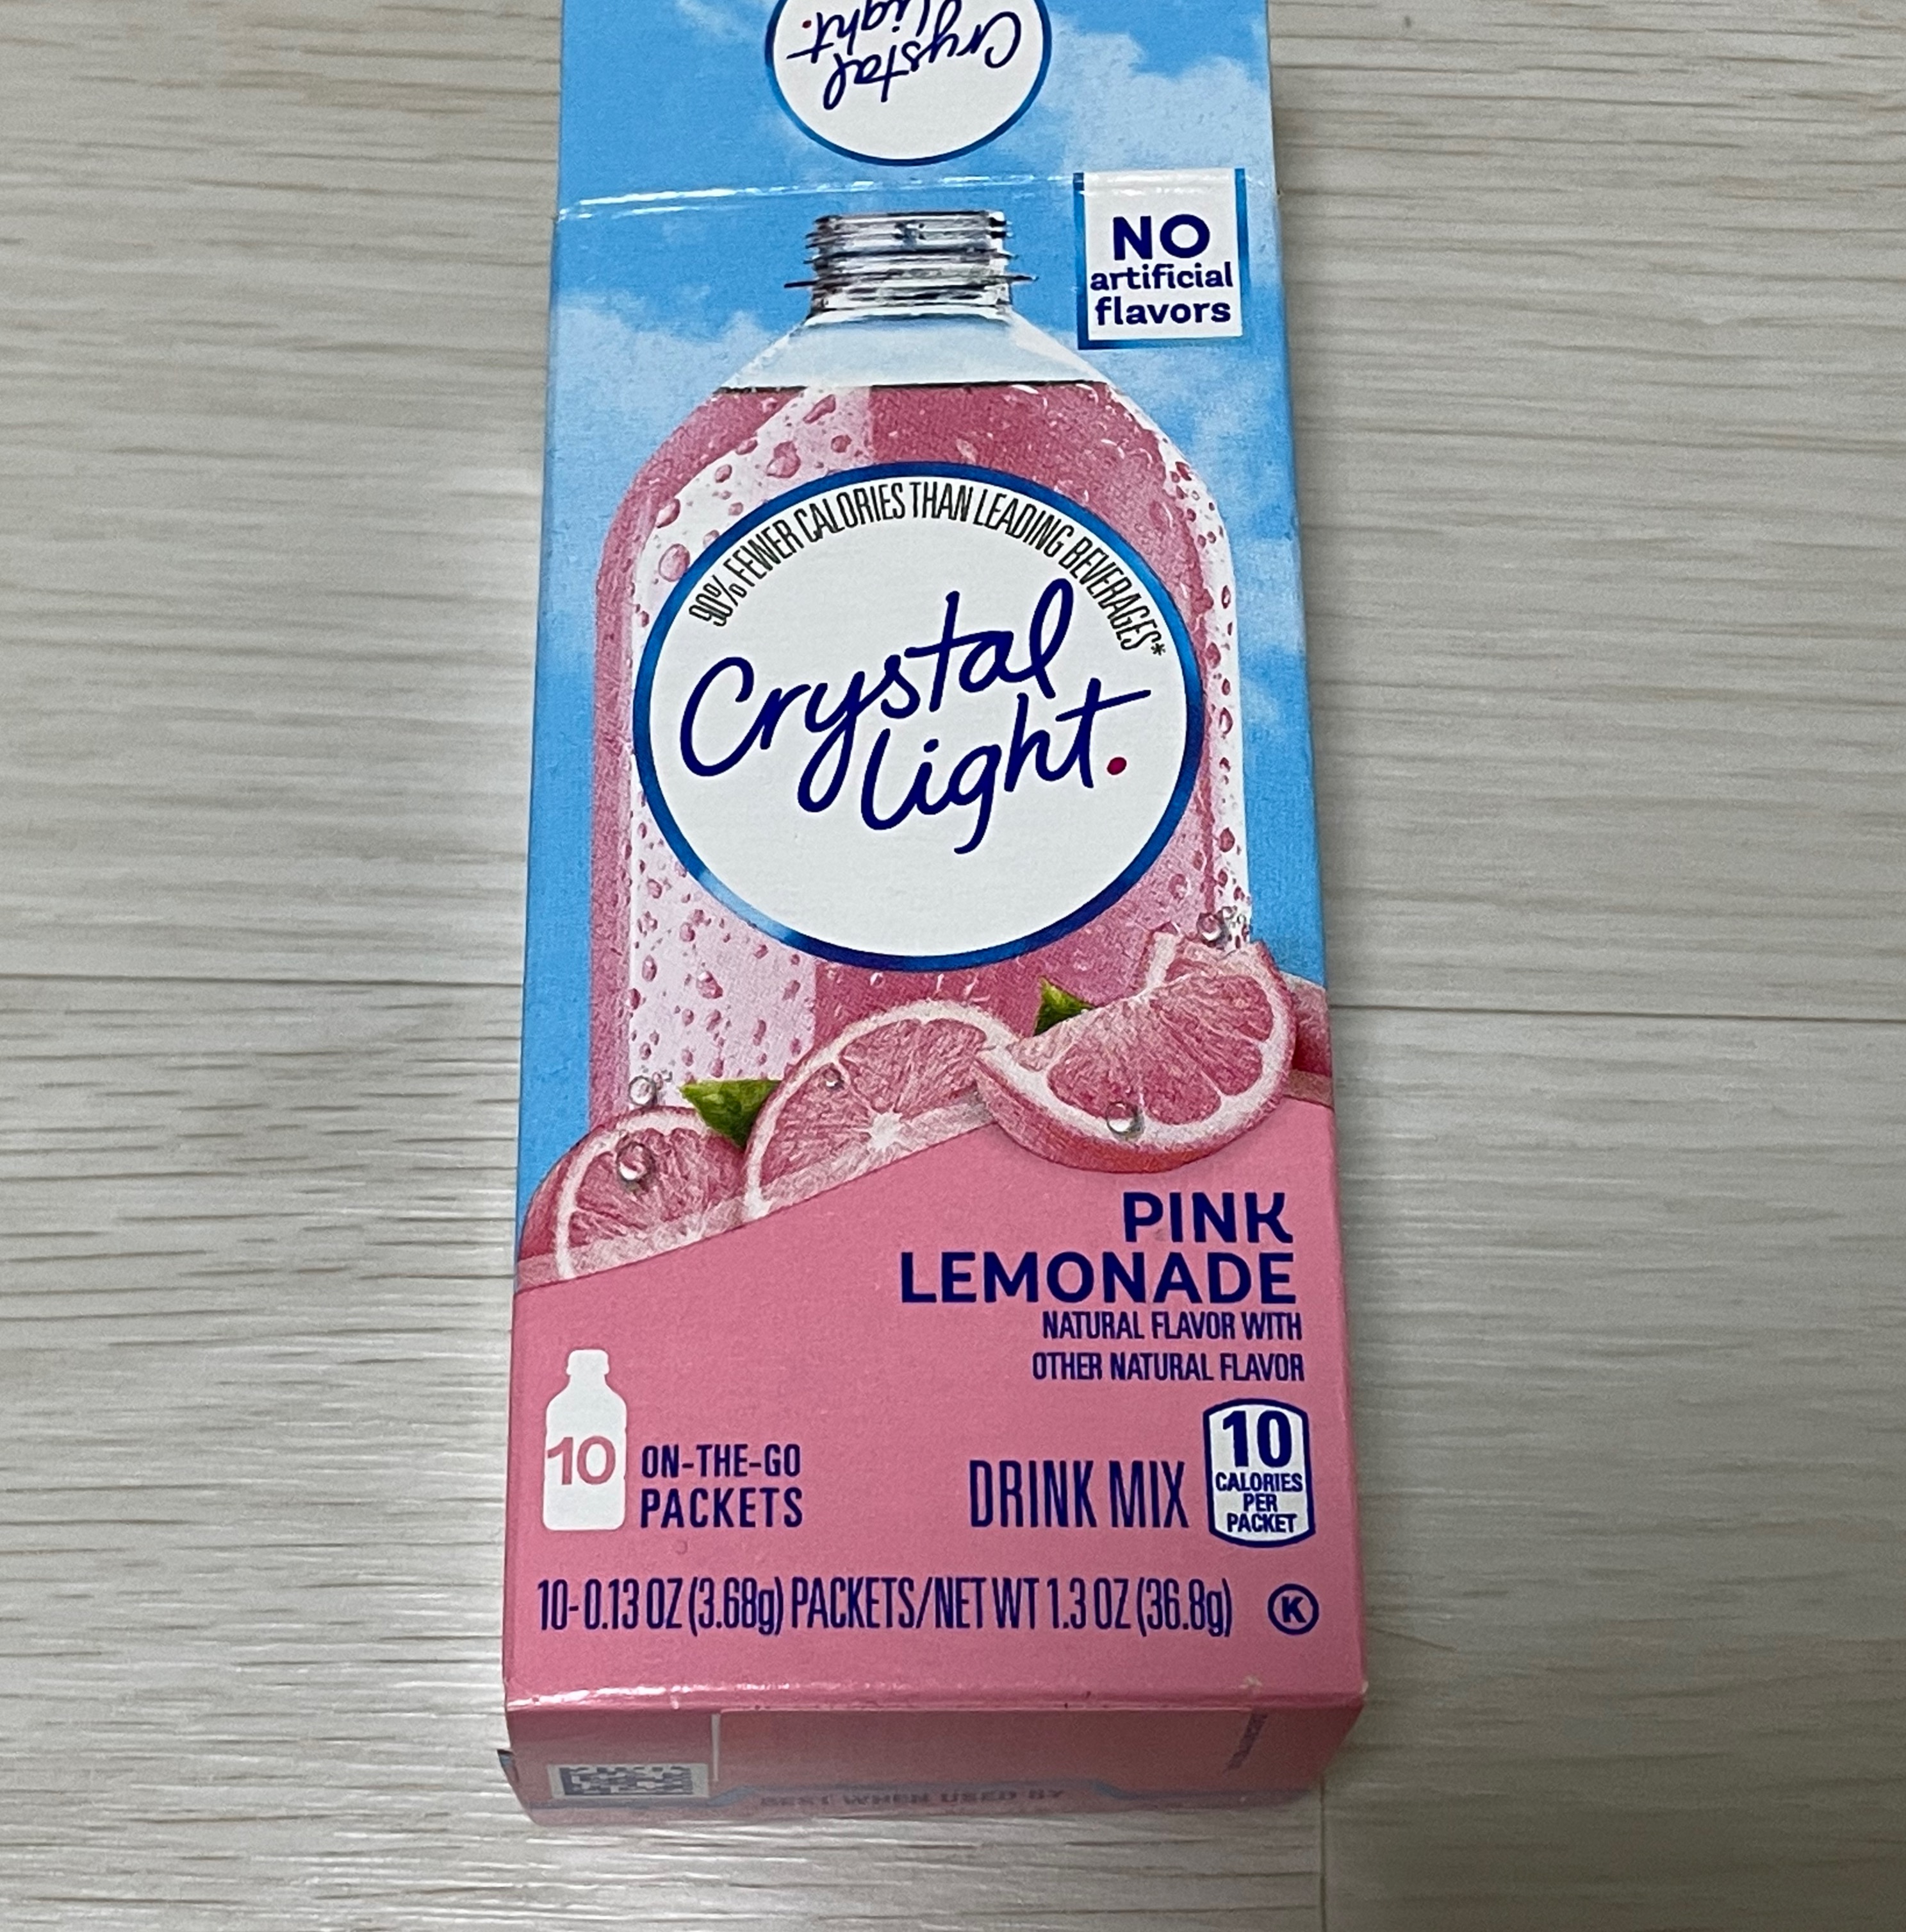 Crystal
light.
NO
artificial
flavors
90% FEWER CALORIES THAN LEADING BEVERAGES*
Crystal
light.
PINK
LEMONADE
NATURAL FLAVOR WITH
OTHER NATURAL FLAVOR
10
ON-THE-GO
PACKETS
DRINK MIX
10
CALORIES
PER
PACKET
10-0.13 OZ (3.68g) PACKETS/NET WT 1.3 OZ (36.8g)
K
BEST WHEN USED BY